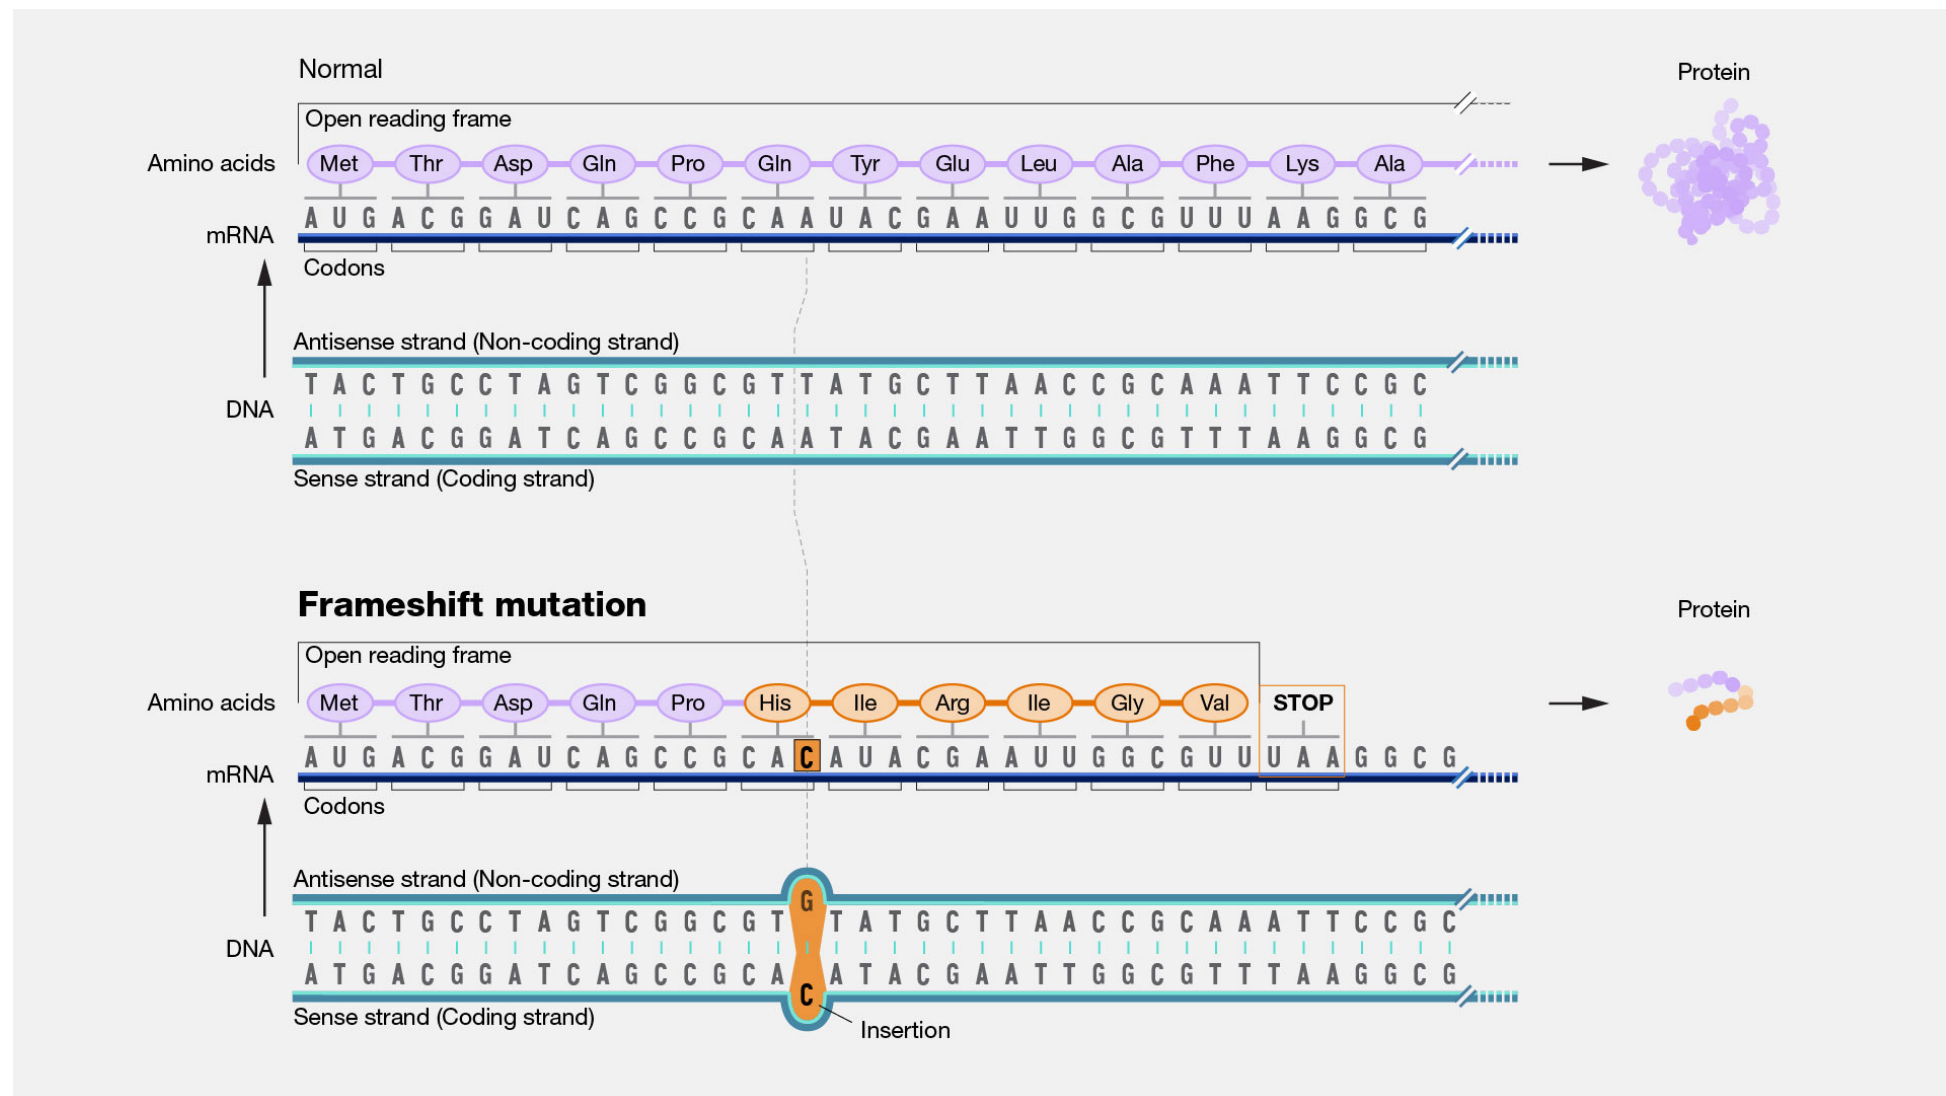 Normal
Protein
Open reading frame
Amino acids Met Thr Asp Gln Pro Gln Tyr Glu Leu Ala Phe Lys Ala
A U G A C G G A U C A G C C G C A A U A C G A A U U G G C G U U U A A G G C G
mRNA
Codons
Antisense strand (Non-coding strand)
T A C T G C C T A G T C G G C G T T A T G C T T A A C C G C A A A T T C C G C
DNA
A T G A C G G A T C A G C C G C A A T A C G A A T T G G C G T T T A A G G C G
Sense strand (Coding strand)
Frameshift mutation
Protein
Open reading frame
Amino acids Met Thr Asp Gln Pro His Ile Arg Ile Gly Val STOP
A U G A C G G A U C A G C C G C A C A U A C G A A U U G G C G U U U A A G G C G
mRNA
Codons
Antisense strand (Non-coding strand)
T A C T G C C T A G T C G G C G T G T A T G C T T A A C C G C A A A T T C C G C
DNA
A T G A C G G A T C A G C C G C A C A T A C G A A T T G G C G T T T A A G G C G
Sense strand (Coding strand)
Insertion